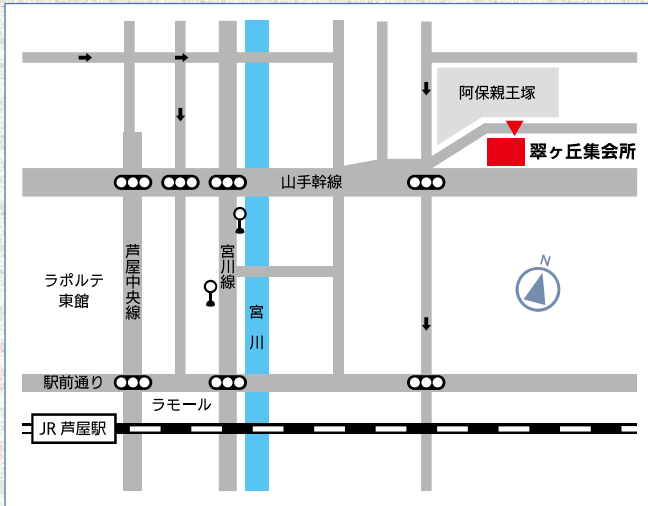 阿保親王塚
翠ヶ丘集会所
山手幹線
芦屋中央線
宮川線
宮川
ラポルテ
東館
N
駅前通り
ラモール
JR 芦屋駅